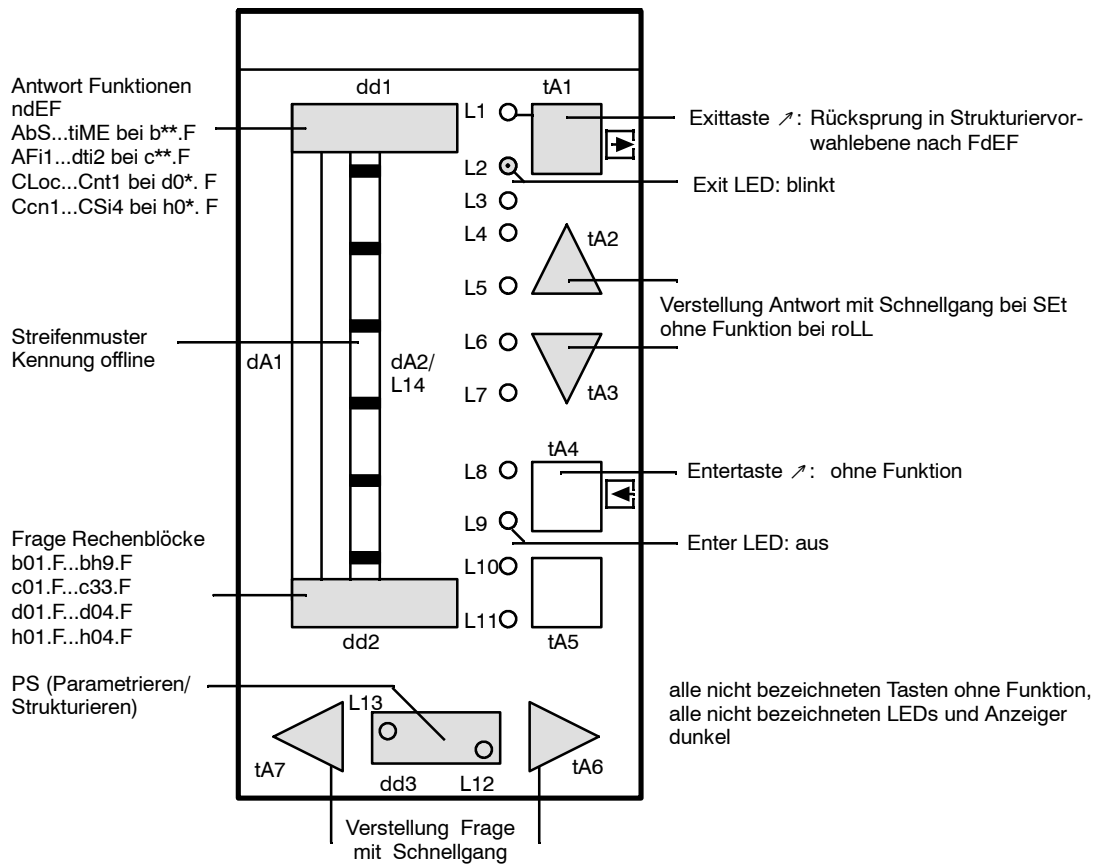 Antwort Funktionen
ndEF
AbS...tiME bei b**.F
AFi1...dti2 bei c**.F
CLoc...Cnt1 bei d0*. F
Ccn1...CSi4 bei h0*. F
Streifenmuster
Kennung offline
Frage Rechenblöcke
b01.F...bh9.F
c01.F...c33.F
d01.F...d04.F
h01.F...h04.F
PS (Parametrieren/
Strukturieren)
dd1
dA1
dA2/
L14
dd2
L1
L2
L3
L4
L5
L6
L7
L8
L9
L10
L11
tA1
tA2
tA3
tA4
tA5
L13
tA7
dd3
L12
tA6
Exittaste ↗: Rücksprung in Strukturiervor-
wahlebene nach FdEF
Exit LED: blinkt
Verstellung Antwort mit Schnellgang bei SEt
ohne Funktion bei roLL
Entertaste ↗: ohne Funktion
Enter LED: aus
alle nicht bezeichneten Tasten ohne Funktion,
alle nicht bezeichneten LEDs und Anzeiger
dunkel
Verstellung Frage
mit Schnellgang